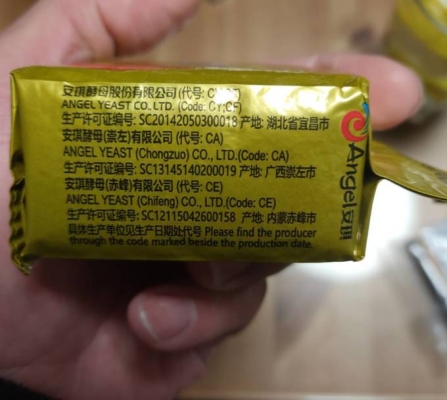 安琪酵母股份有限公司 (代号: CY;CF)
ANGEL YEAST CO., LTD. (Code: CY;CF)
生产许可证编号: SC20142050300018 产地: 湖北省宜昌市
安琪酵母(崇左)有限公司 (代号: CA)
ANGEL YEAST (Chongzuo) CO., LTD.(Code: CA)
生产许可证编号: SC13145140200019 产地: 广西崇左市
安琪酵母(赤峰)有限公司 (代号: CE)
ANGEL YEAST (Chifeng) CO., LTD.(Code: CE)
生产许可证编号: SC12115042600158 产地: 内蒙赤峰市
具体生产单位见生产日期处代号 Please find the producer
through the code marked beside the production date.
Angel安琪